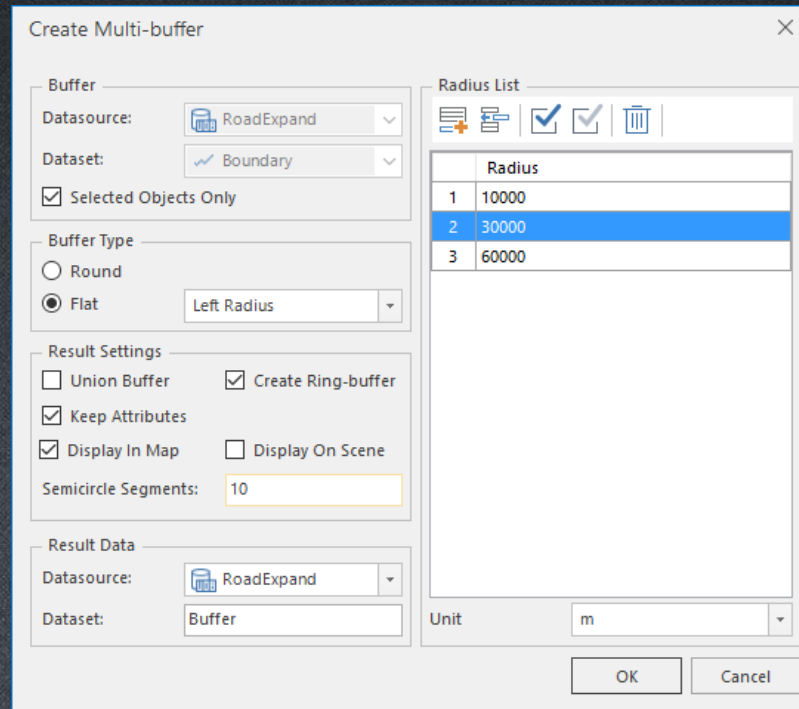 Create Multi-buffer
Buffer
Datasource: RoadExpand
Dataset: Boundary
Selected Objects Only
Buffer Type
Round
Flat Left Radius
Result Settings
Union Buffer Create Ring-buffer
Keep Attributes
Display In Map Display On Scene
Semicircle Segments: 10
Result Data
Datasource: RoadExpand
Dataset: Buffer
Radius List
Radius
1 10000
2 30000
3 60000
Unit m
OK Cancel